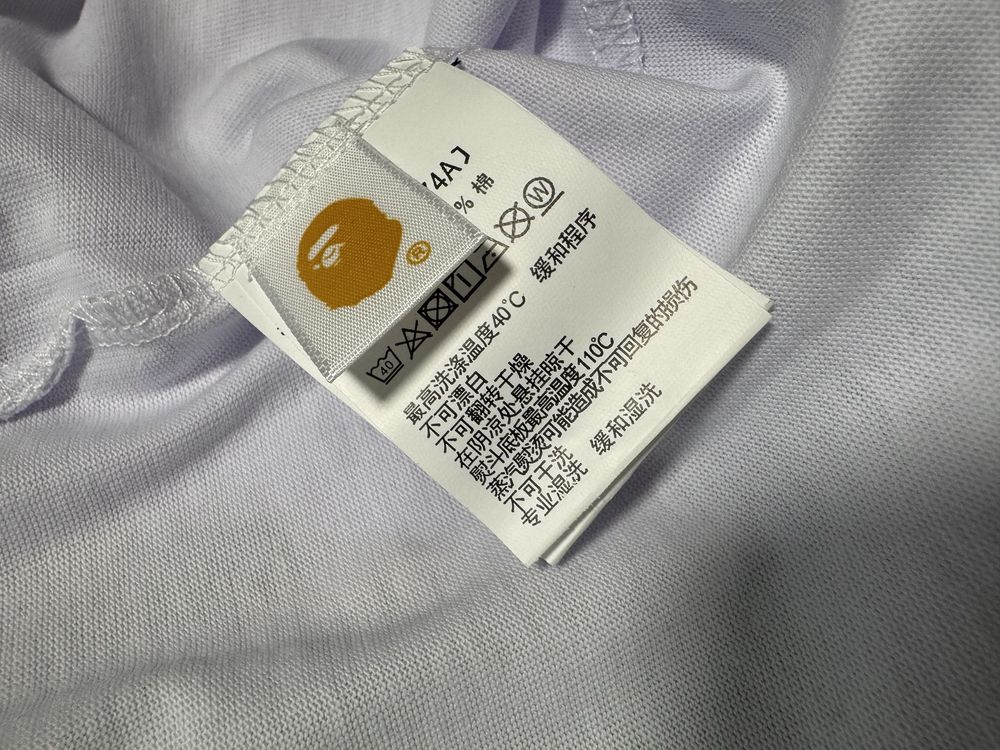 4A】
% 棉
W
40
®
最高洗涤温度40℃ 缓和程序
不可漂白
不可翻转干燥
在阴凉处悬挂晾干
熨斗底板最高温度110℃
蒸汽熨烫可能造成不可回复的损伤
不可干洗
专业湿洗 缓和湿洗